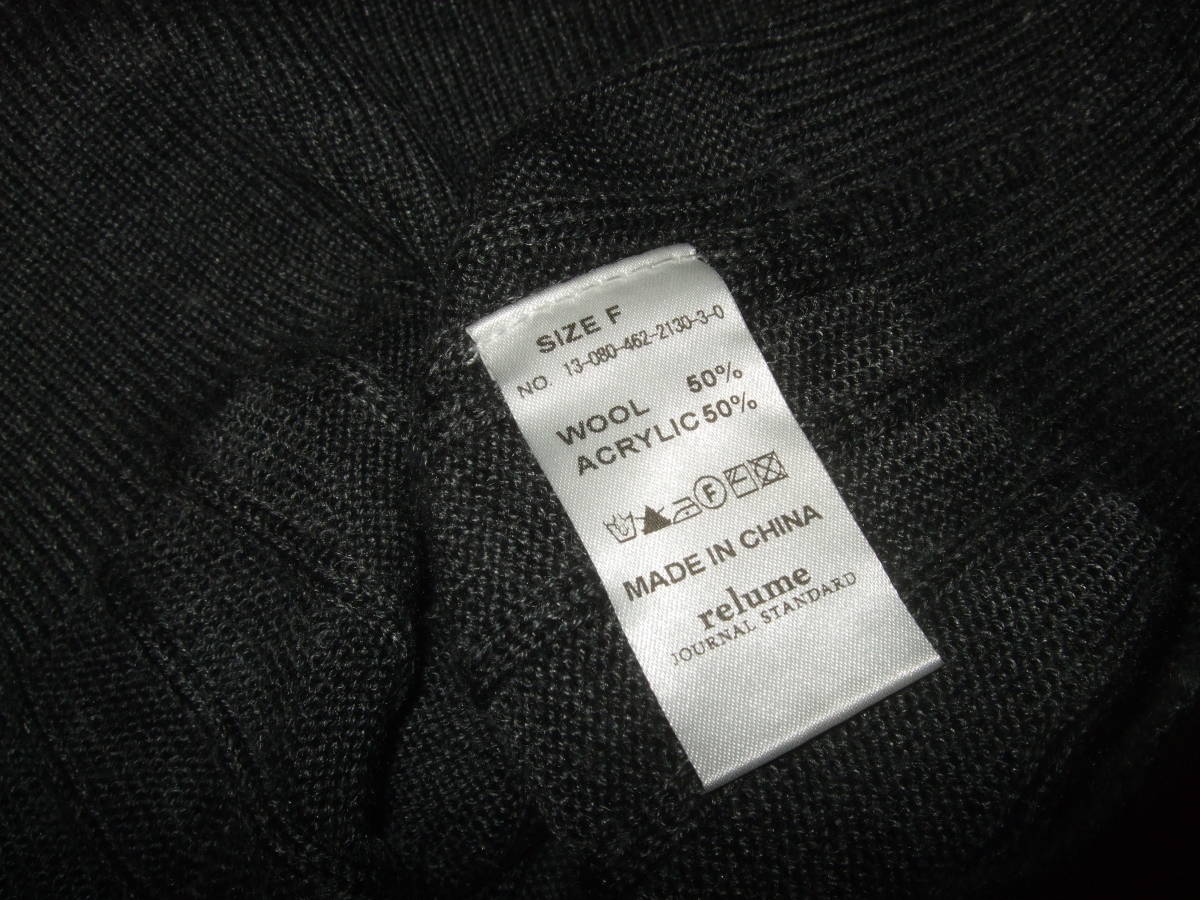 SIZE F
NO. 13-080-462-2130-3-0
WOOL 50%
ACRYLIC 50%
F
MADE IN CHINA
relume
JOURNAL STANDARD